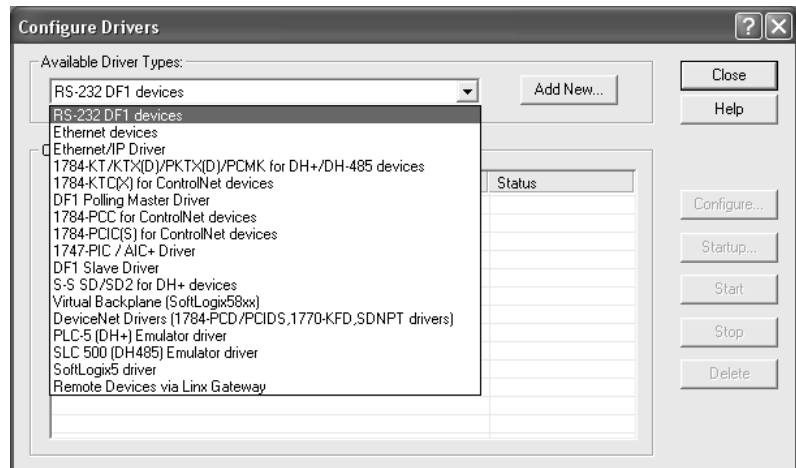 Configure Drivers
Available Driver Types:
RS-232 DF1 devices
Add New...
Close
Help
RS-232 DF1 devices
Ethernet devices
Ethernet/IP Driver
1784-KT/KTX(D)/PKTX(D)/PCMK for DH+/DH-485 devices
1784-KTC(X) for ControlNet devices
DF1 Polling Master Driver
1784-PCC for ControlNet devices
1784-PCIC(S) for ControlNet devices
1747-PIC / AIC+ Driver
DF1 Slave Driver
S-S SD/SD2 for DH+ devices
Virtual Backplane (SoftLogix58xx)
DeviceNet Drivers (1784-PCD/PCIDS,1770-KFD,SDNPT drivers)
PLC-5 (DH+) Emulator driver
SLC 500 (DH485) Emulator driver
SoftLogix5 driver
Remote Devices via Linx Gateway
Status
Configure...
Startup...
Start
Stop
Delete